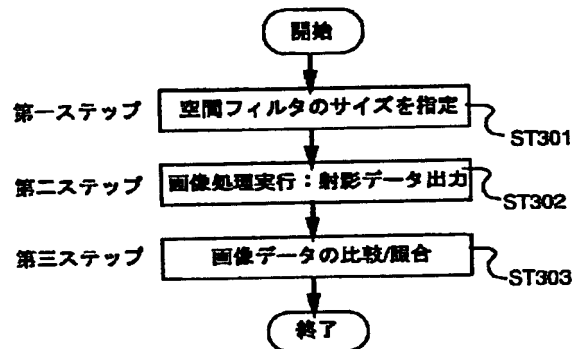 開始
第一ステップ 空間フィルタのサイズを指定 ST301
第二ステップ 画像処理実行：射影データ出力 ST302
第三ステップ 画像データの比較/照合 ST303
終了